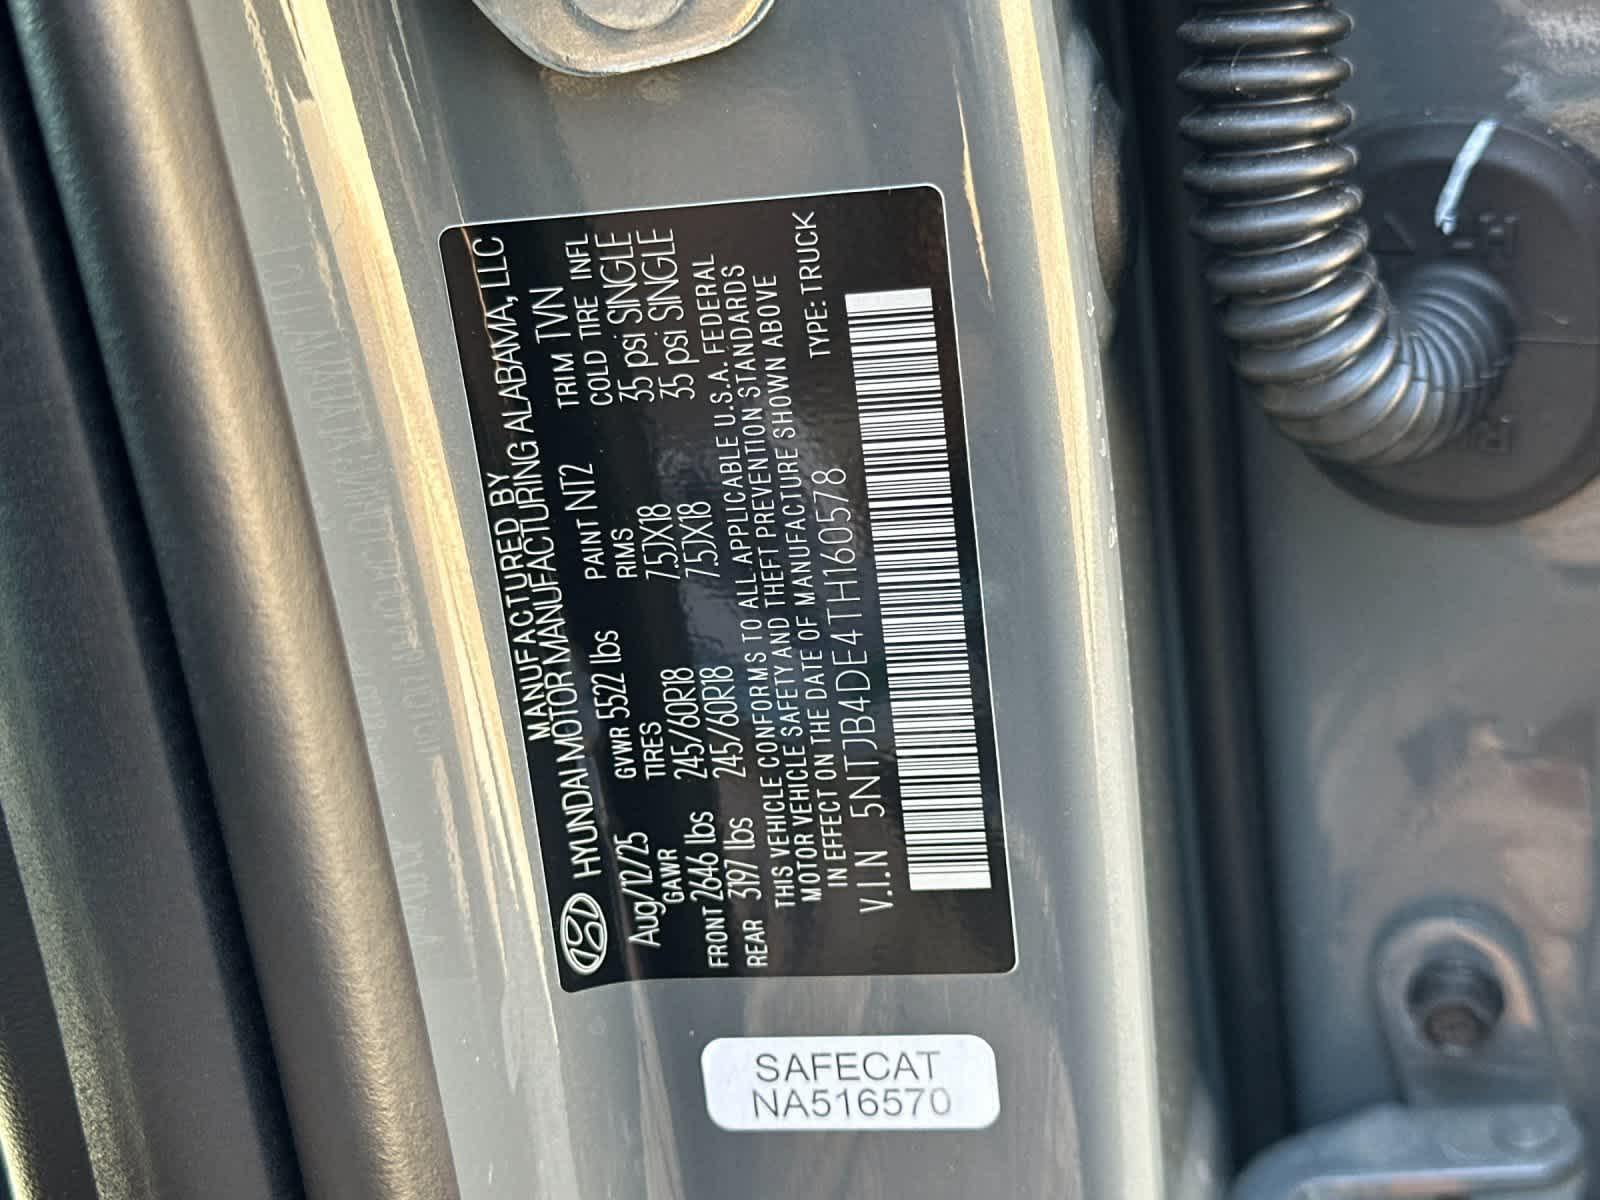 MANUFACTURED BY
HYUNDAI MOTOR MANUFACTURING ALABAMA, LLC
Aug/12/25 GVWR 5522 lbs PAINT NT2 TRIM TVN
GAWR TIRES RIMS COLD TIRE INFL
FRONT 2646 lbs 245/60R18 7.5JX18 35 psi SINGLE
REAR 3197 lbs 245/60R18 7.5JX18 35 psi SINGLE
THIS VEHICLE CONFORMS TO ALL APPLICABLE U.S.A. FEDERAL
MOTOR VEHICLE SAFETY AND THEFT PREVENTION STANDARDS
IN EFFECT ON THE DATE OF MANUFACTURE SHOWN ABOVE
V.I.N 5NTJB4DE4TH160578 TYPE: TRUCK
SAFECAT
NA516570